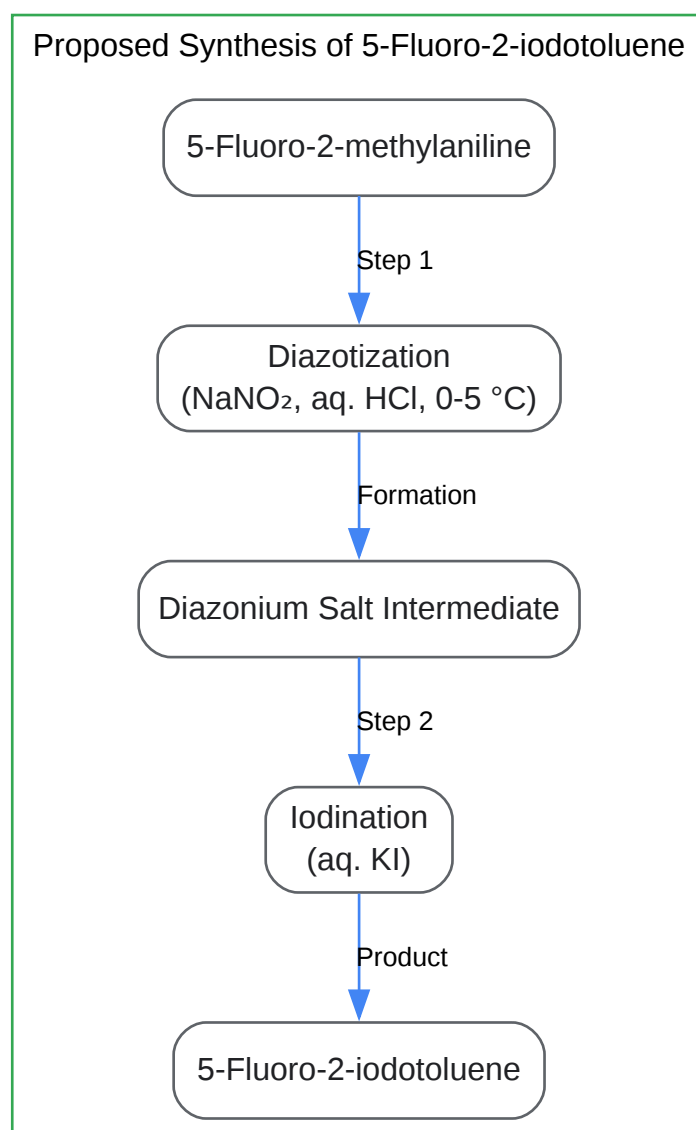 Proposed Synthesis of 5-Fluoro-2-iodotoluene
5-Fluoro-2-methylaniline
Step 1
Diazotization
(NaNO₂, aq. HCl, 0-5 °C)
Formation
Diazonium Salt Intermediate
Step 2
Iodination
(aq. KI)
Product
5-Fluoro-2-iodotoluene